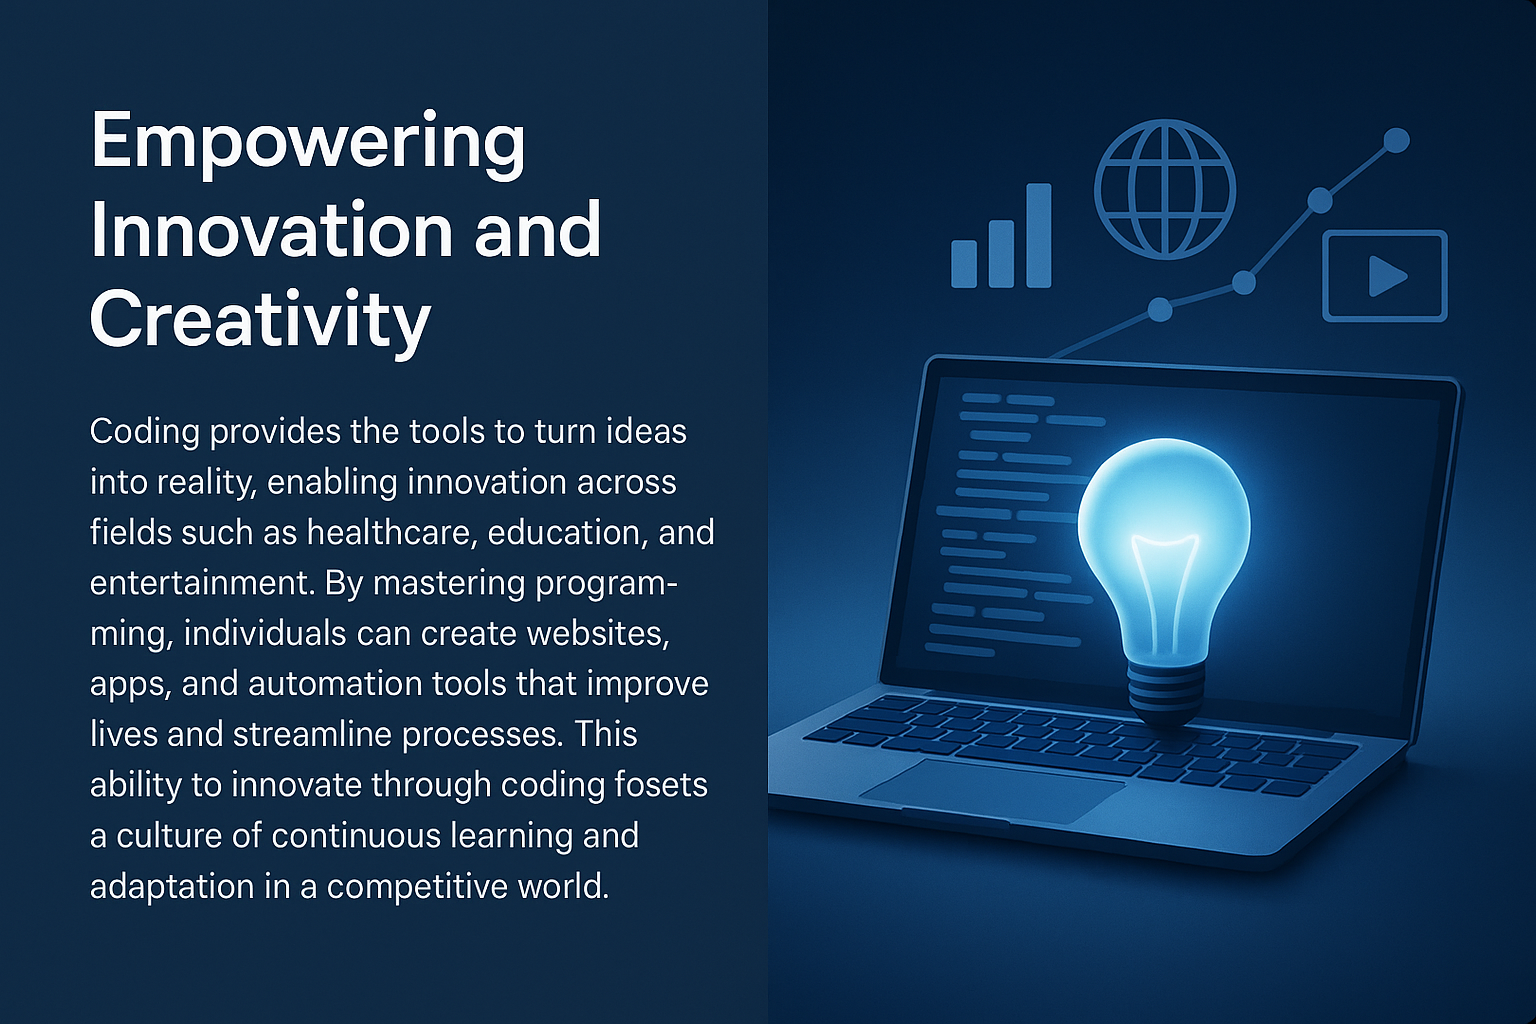 Empowering
Innovation and
Creativity
Coding provides the tools to turn ideas
into reality, enabling innovation across
fields such as healthcare, education, and
entertainment. By mastering program-
ming, individuals can create websites,
apps, and automation tools that improve
lives and streamline processes. This
ability to innovate through coding fosets
a culture of continuous learning and
adaptation in a competitive world.